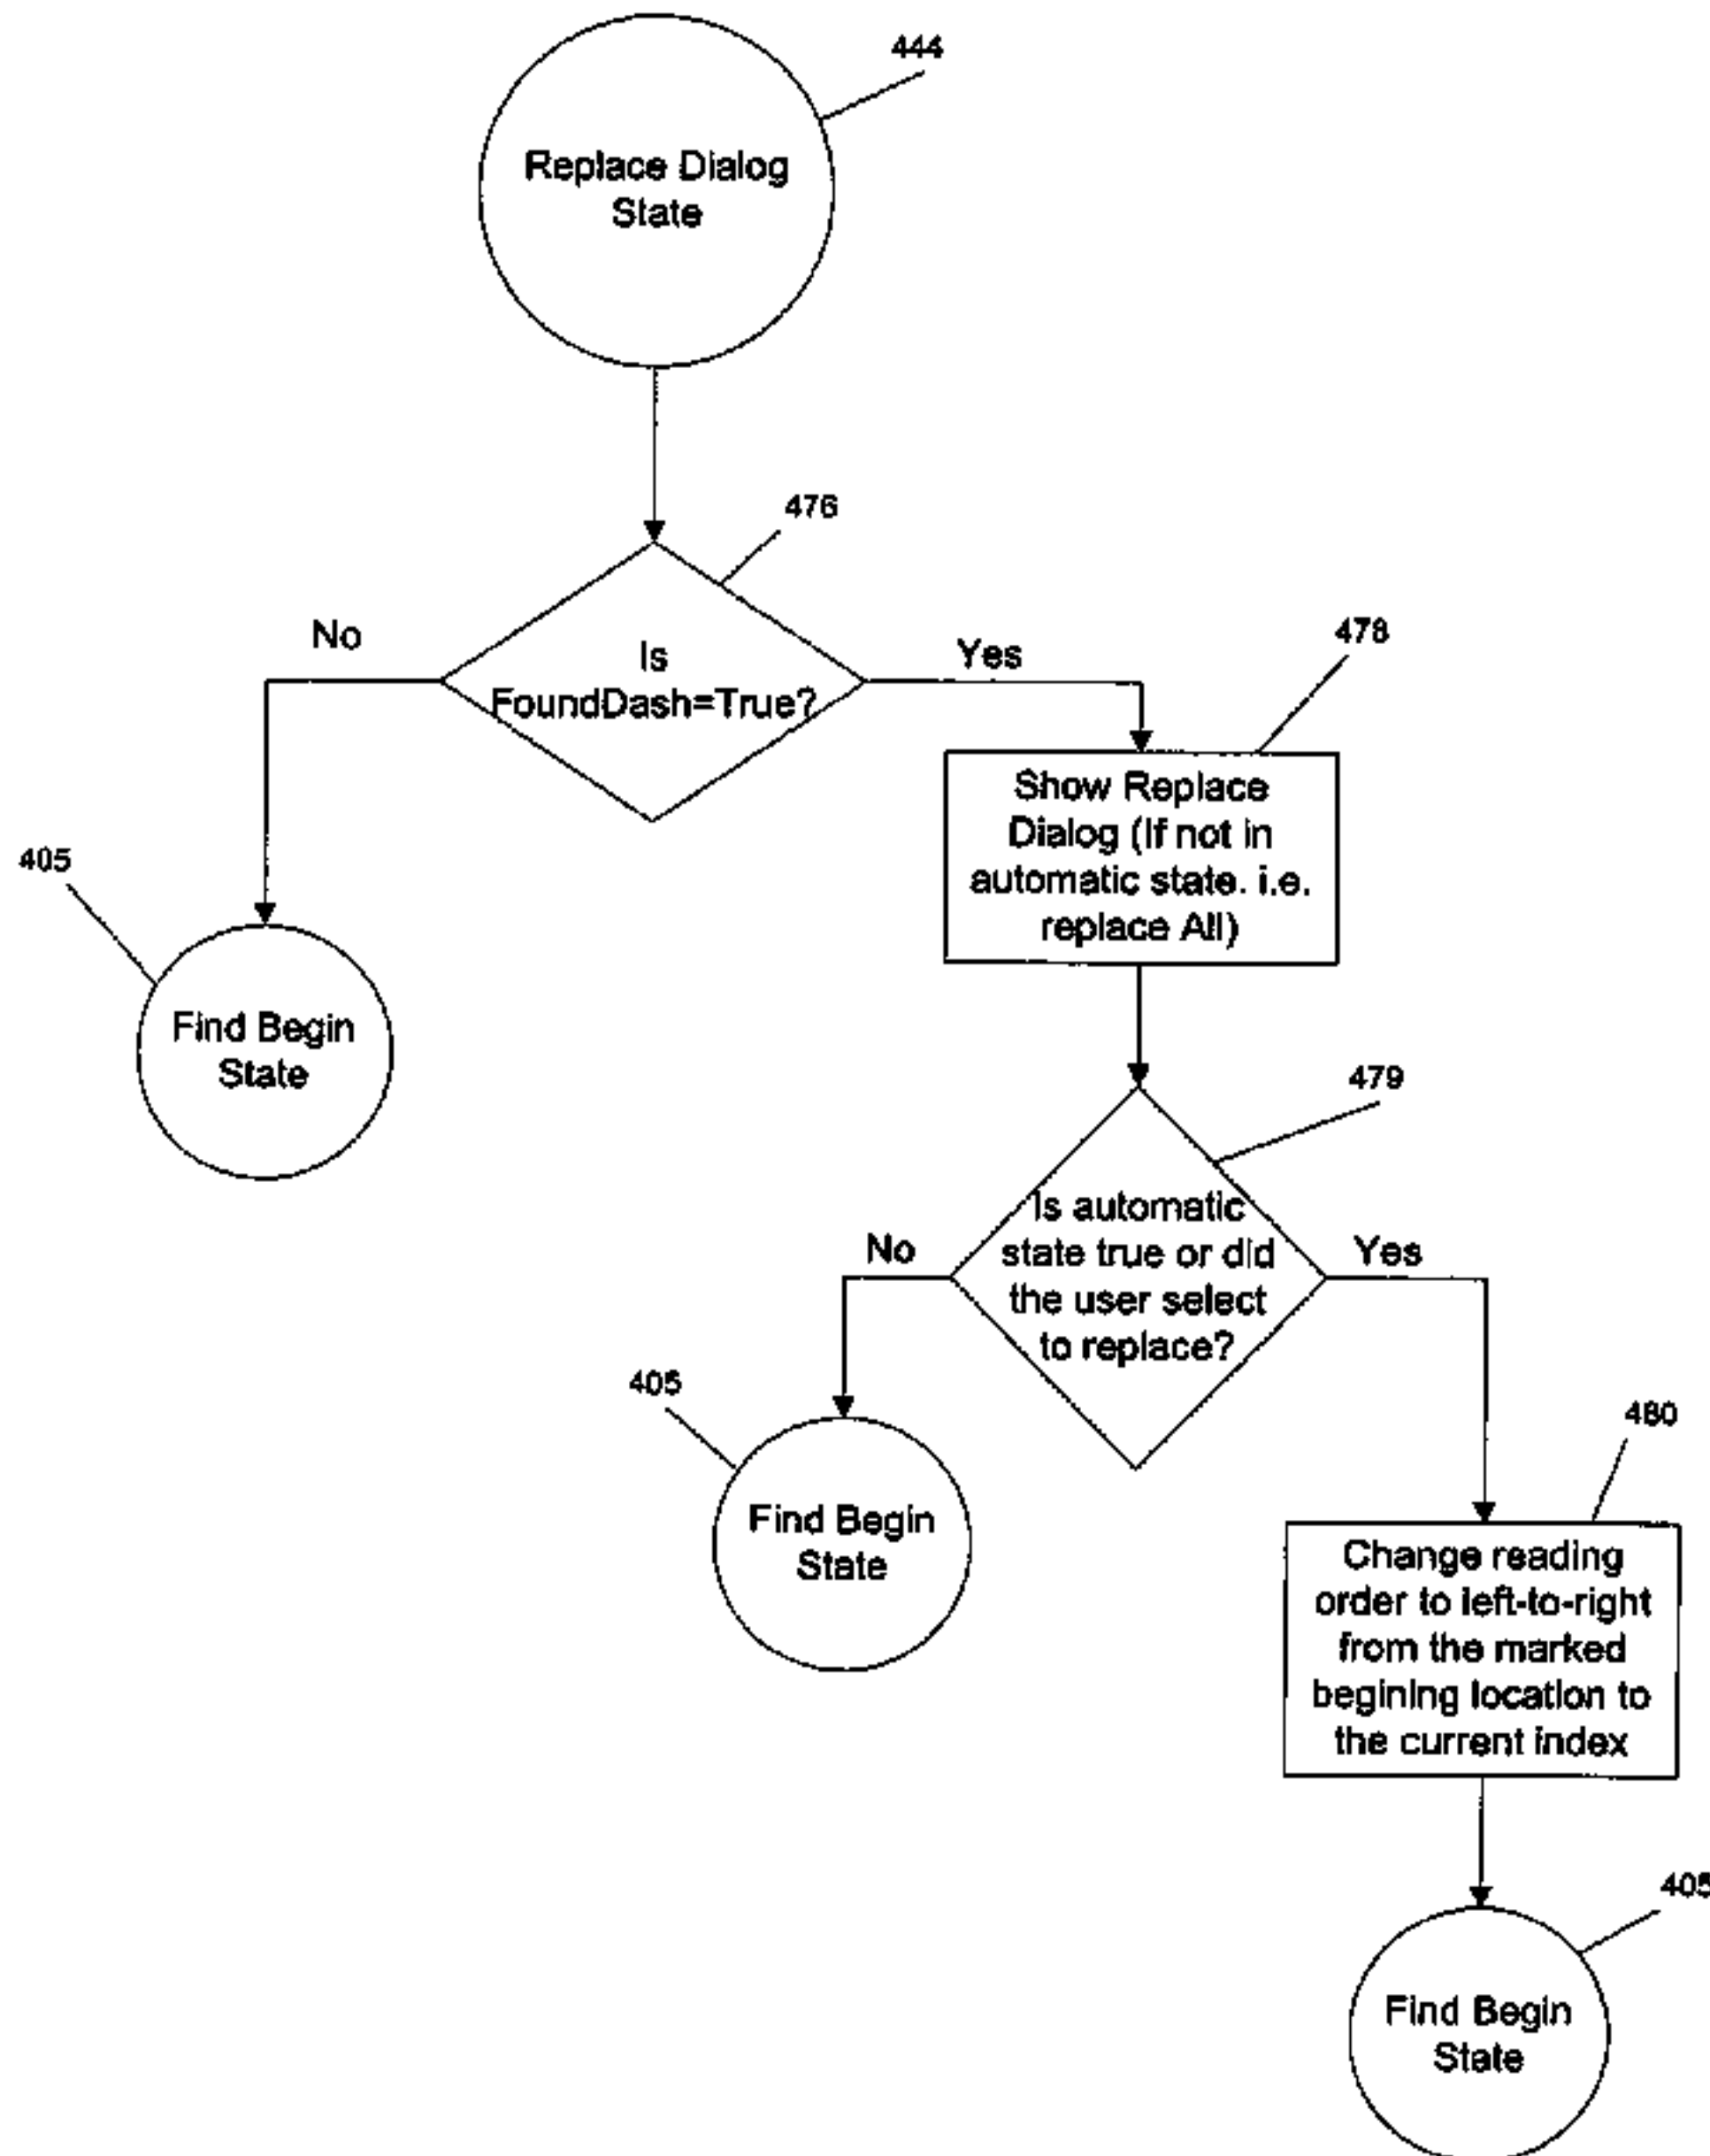 444
Replace Dialog
State
476
No
Is
FoundDash=True?
Yes
478
Show Replace
Dialog (If not in
automatic state. i.e.
replace All)
405
Find Begin
State
479
Is automatic
state true or did
the user select
to replace?
No
Yes
405
Find Begin
State
480
Change reading
order to left-to-right
from the marked
begining location to
the current index
405
Find Begin
State